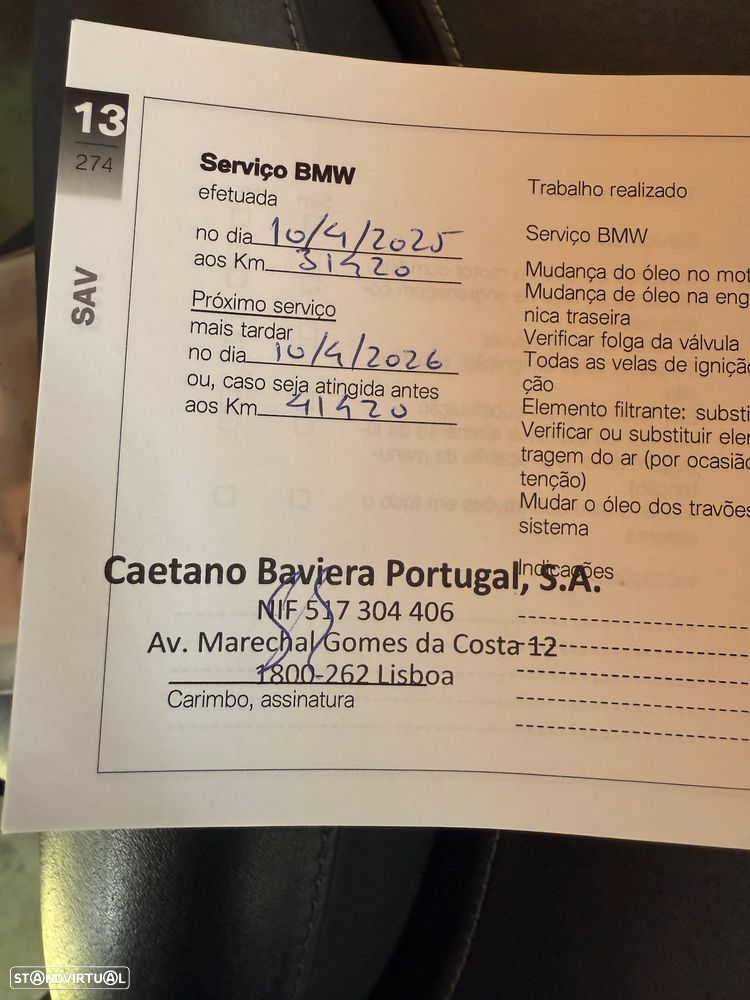 13
274
SAV
Serviço BMW
efetuada
no dia 10/4/2025
aos Km 31420
Próximo serviço
mais tardar
no dia 10/4/2026
ou, caso seja atingida antes
aos Km 41420
Trabalho realizado
Serviço BMW
Mudança do óleo no mot
Mudança de óleo na eng
nica traseira
Verificar folga da válvula
Todas as velas de ignição
ção
Elemento filtrante: substi
Verificar ou substituir eler
tragem do ar (por ocasião
tenção)
Mudar o óleo dos travões
sistema
Indicações
Caetano Baviera Portugal, S.A.
NIF 517 304 406
Av. Marechal Gomes da Costa 12
1800-262 Lisboa
Carimbo, assinatura
STANDVIRTUAL